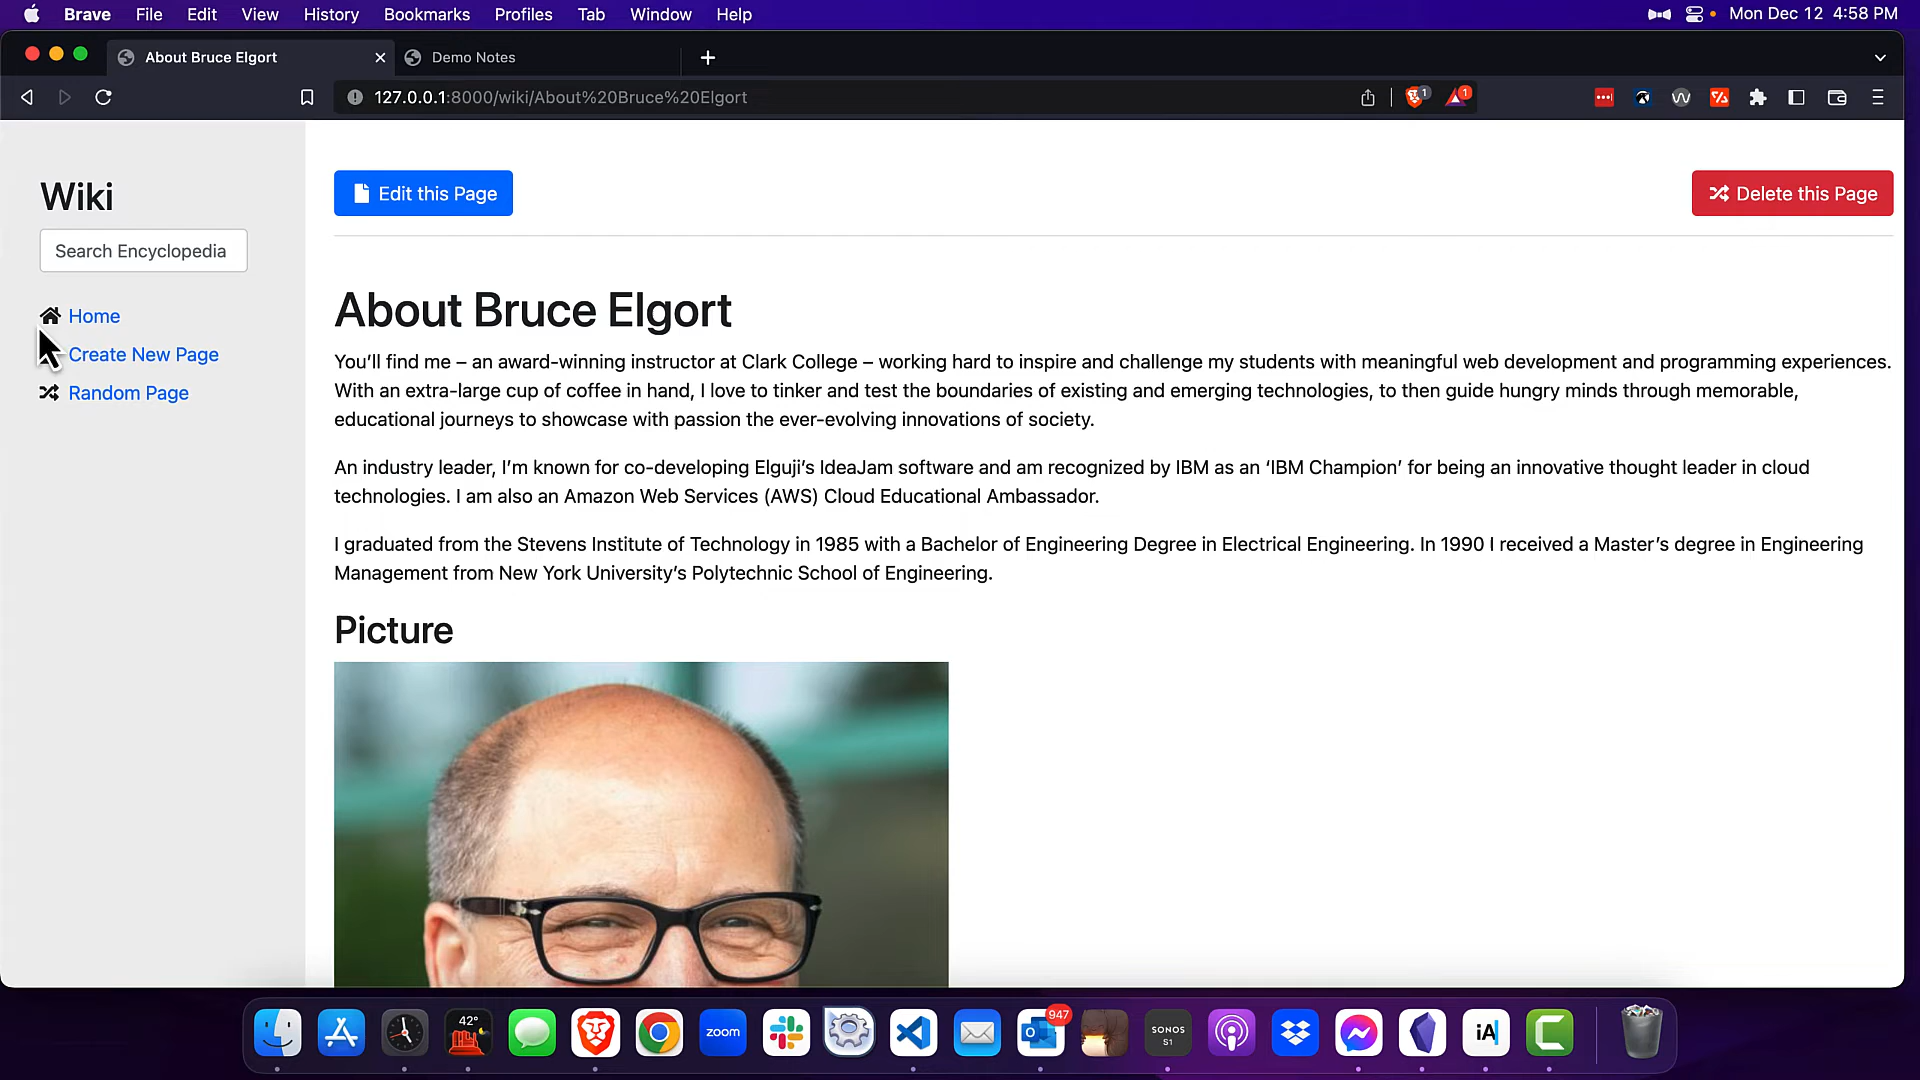 Brave File Edit View History Bookmarks Profiles Tab Window Help Mon Dec 12 4:58 PM
About Bruce Elgort Demo Notes
127.0.0.1:8000/wiki/About%20Bruce%20Elgort 1 1
Wiki
Search Encyclopedia
Home
Create New Page
Random Page
Edit this Page
Delete this Page
About Bruce Elgort
You’ll find me – an award-winning instructor at Clark College – working hard to inspire and challenge my students with meaningful web development and programming experiences.
With an extra-large cup of coffee in hand, I love to tinker and test the boundaries of existing and emerging technologies, to then guide hungry minds through memorable,
educational journeys to showcase with passion the ever-evolving innovations of society.
An industry leader, I’m known for co-developing Elguji’s IdeaJam software and am recognized by IBM as an ‘IBM Champion’ for being an innovative thought leader in cloud
technologies. I am also an Amazon Web Services (AWS) Cloud Educational Ambassador.
I graduated from the Stevens Institute of Technology in 1985 with a Bachelor of Engineering Degree in Electrical Engineering. In 1990 I received a Master’s degree in Engineering
Management from New York University’s Polytechnic School of Engineering.
Picture
42°
zoom
947
SONOS
S1
iA